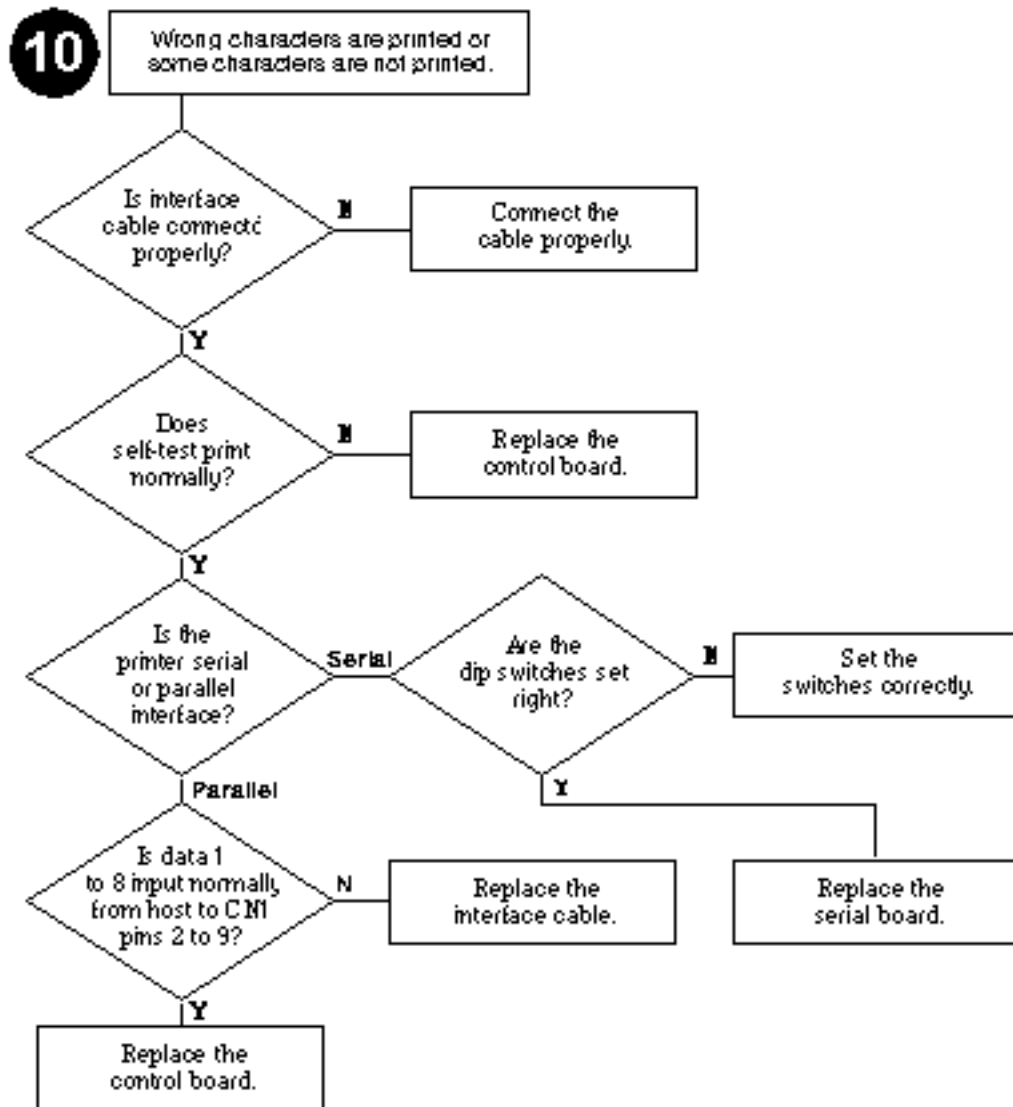 10
Wrong characters are printed or
some characters are not printed.
Is interface
cable connectd
properly?
N
Connect the
cable properly.
Y
Does
self-test print
normally?
N
Replace the
control board.
Y
Is the
printer serial
or parallel
interface?
Serial
Are the
dip switches set
right?
N
Set the
switches correctly.
Parallel
Y
Is data 1
to 8 input normally
from host to CN1
pins 2 to 9?
N
Replace the
interface cable.
Replace the
serial board.
Y
Replace the
control board.